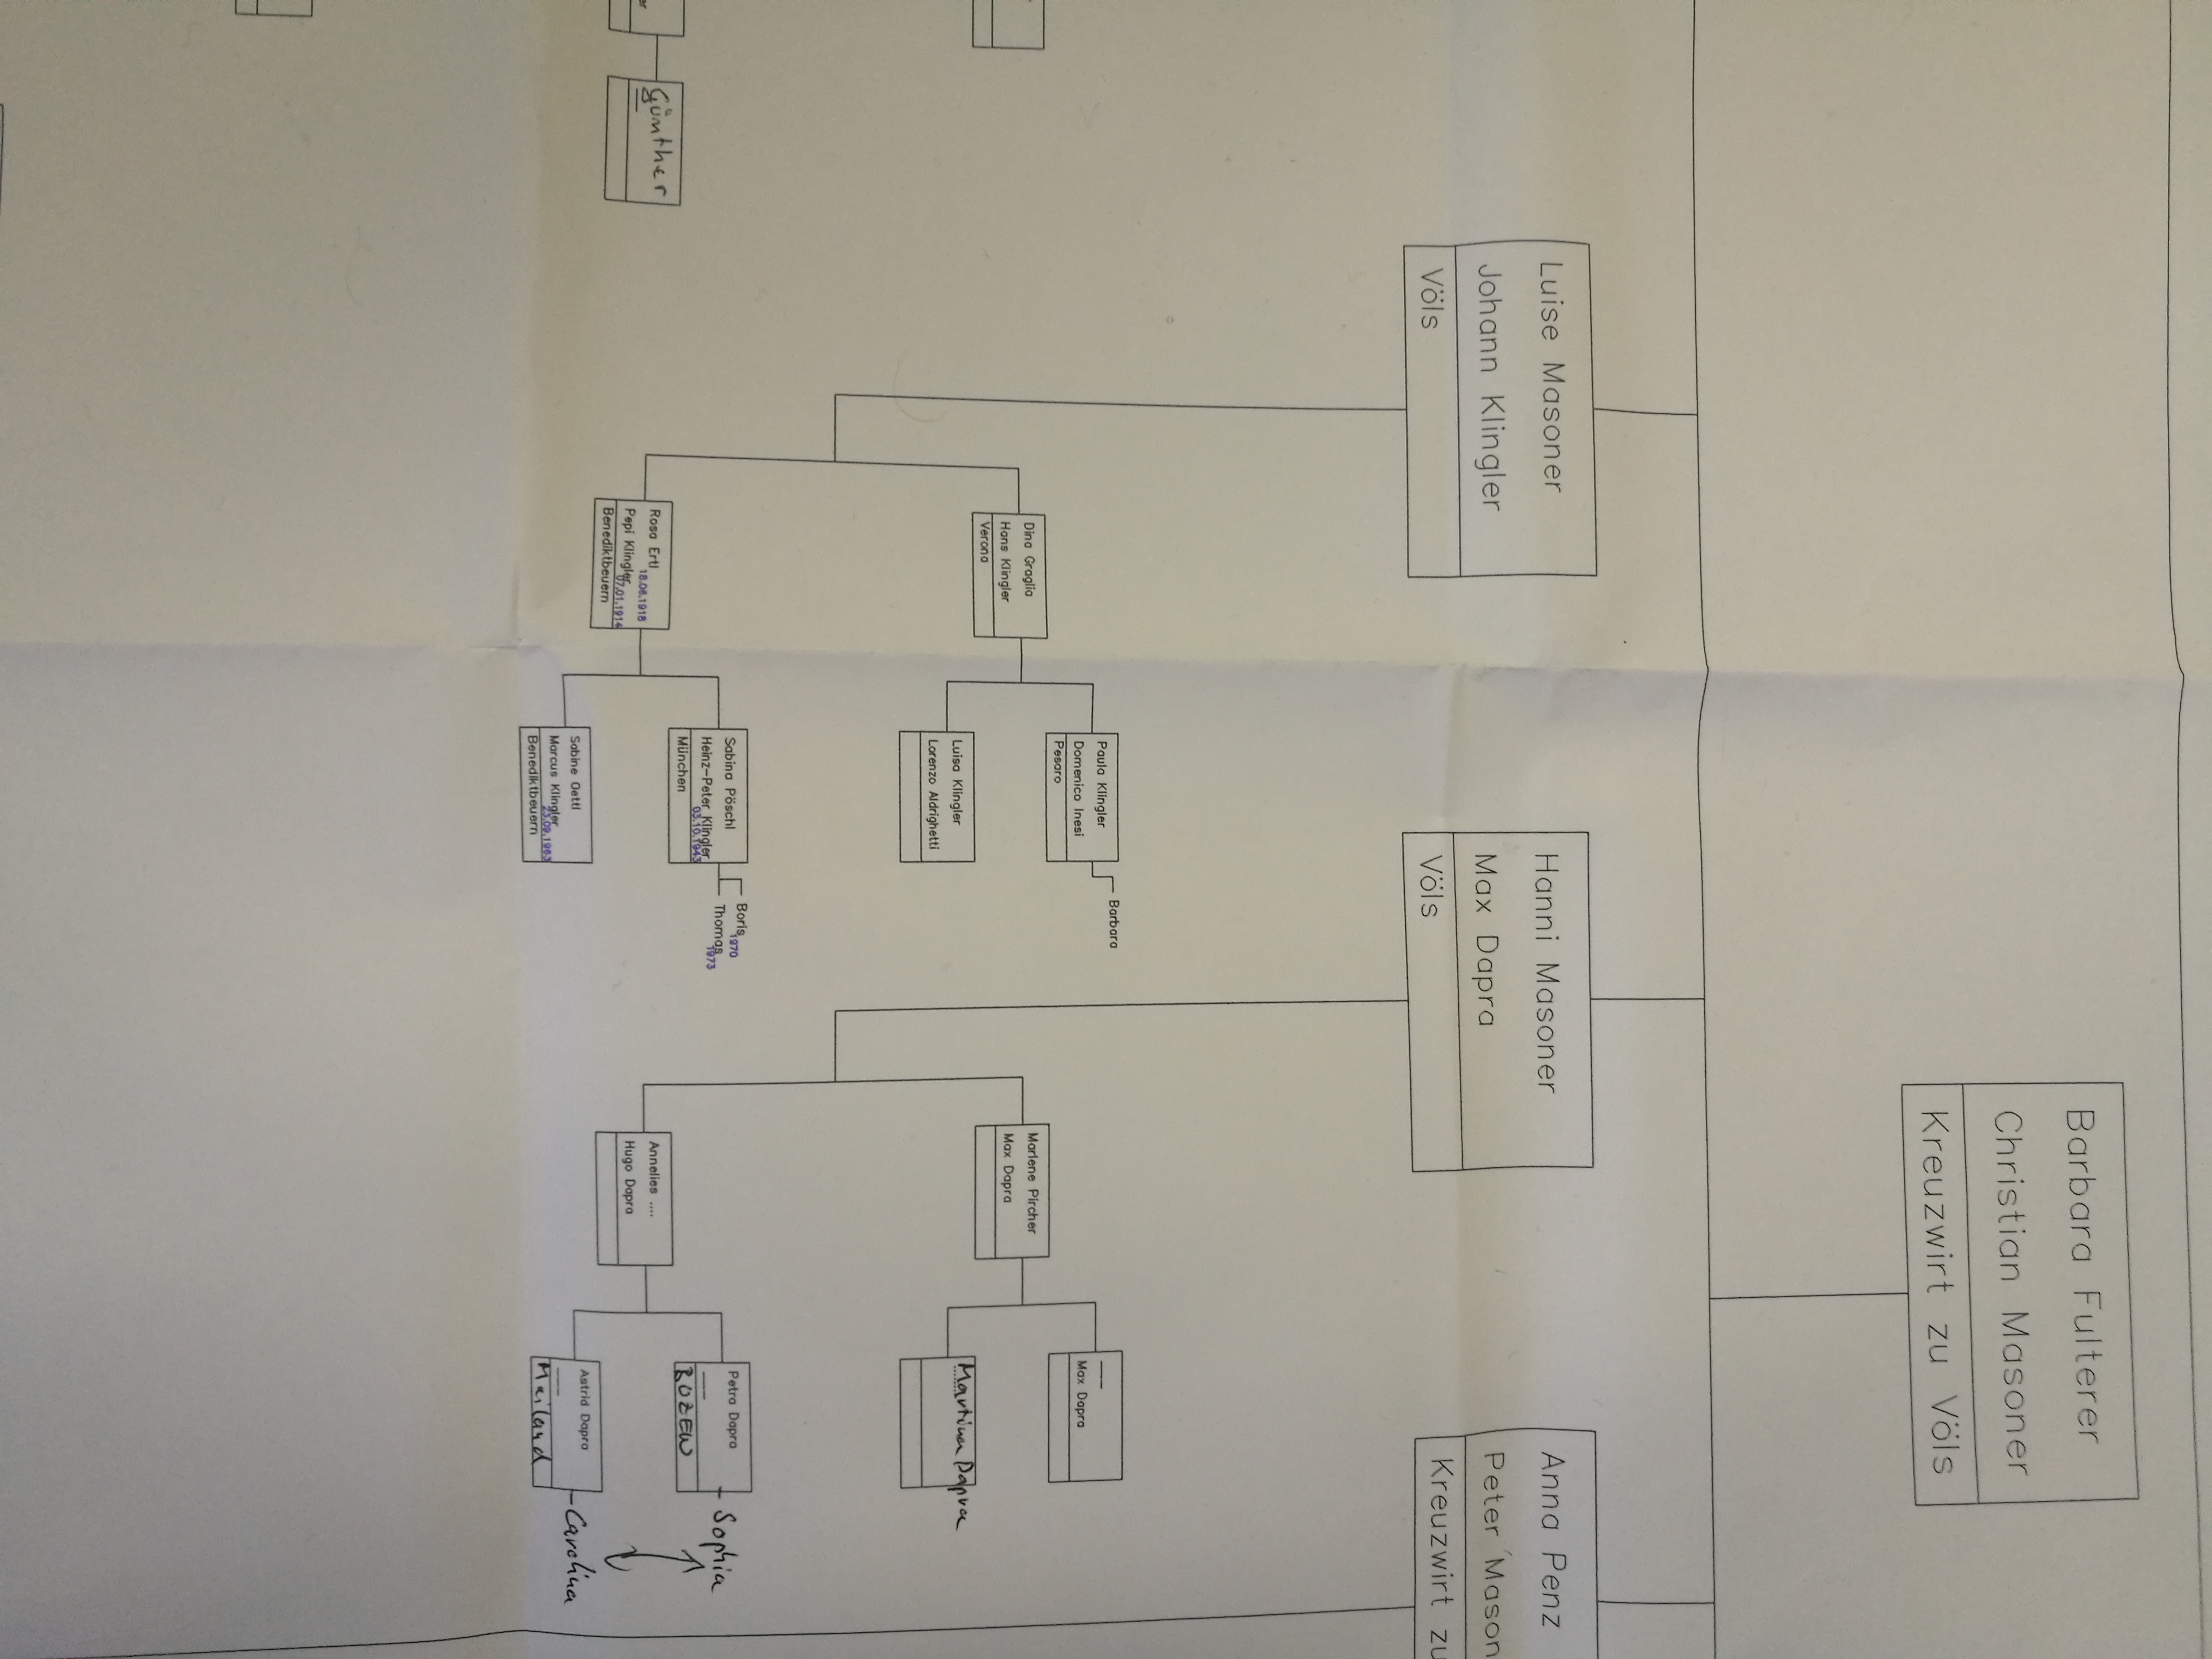 Barbara Fulterer
Christian Masoner
Kreuzwirt zu Völs
Luise Masoner
Johann Klingler
Völs
Hanni Masoner
Max Dapra
Völs
Anna Penz
Peter Mason
Kreuzwirt zu
Paula Klingler
Domenico Inesi
Pesaro
Barbara
Dina Graglia
Hans Klingler
Verona
Luisa Klingler
Lorenzo Aldrighetti
Sabina Pöschl
Heinz-Peter Klingler
03.10.1943
München
Boris 1970
Thomas 1973
Rosa Ertl
18.06.1918
Pepi Klingler
07.01.1914
Benediktbeuern
Sabine Oettl
Marcus Klingler
23.09.1963
Benediktbeuern
___
Max Dapra
Marlene Pircher
Max Dapra
Martina Dapra
Petra Dapra
___
BOZEN
Sophia
Annelies ....
Hugo Dapra
Astrid Dapra
___
Mailand
Carolina
er
Günther